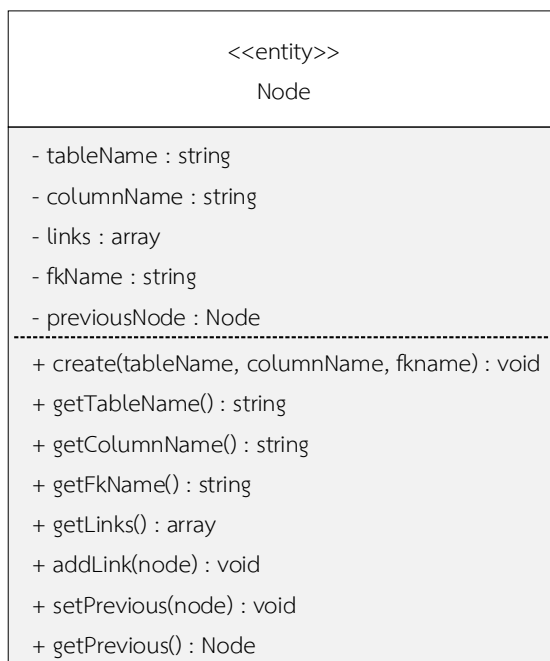 <<entity>>
Node
- tableName : string
- columnName : string
- links : array
- fkName : string
- previousNode : Node
+ create(tableName, columnName, fkname) : void
+ getTableName() : string
+ getColumnName() : string
+ getFkName() : string
+ getLinks() : array
+ addLink(node) : void
+ setPrevious(node) : void
+ getPrevious() : Node